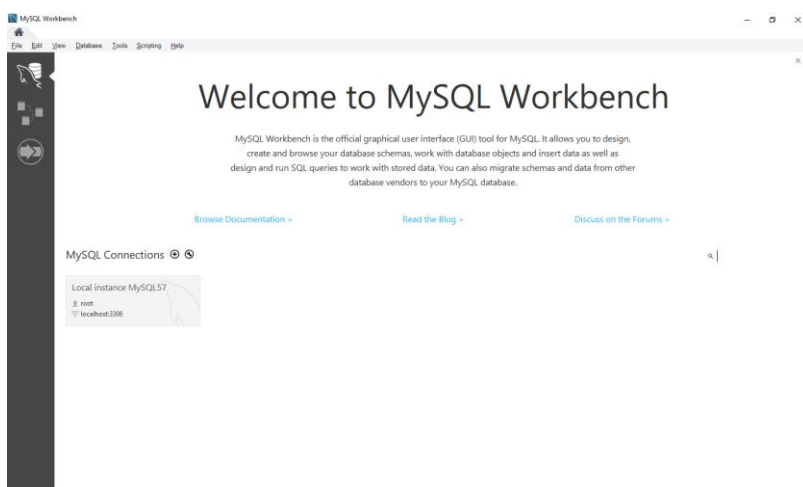 MySQL Workbench
File Edit View Database Tools Scripting Help
Welcome to MySQL Workbench
MySQL Workbench is the official graphical user interface (GUI) tool for MySQL. It allows you to design,
create and browse your database schemas, work with database objects and insert data as well as
design and run SQL queries to work with stored data. You can also migrate schemas and data from other
database vendors to your MySQL database.
Browse Documentation > Read the Blog > Discuss on the Forums >
MySQL Connections
Local instance MySQL57
root
localhost:3306